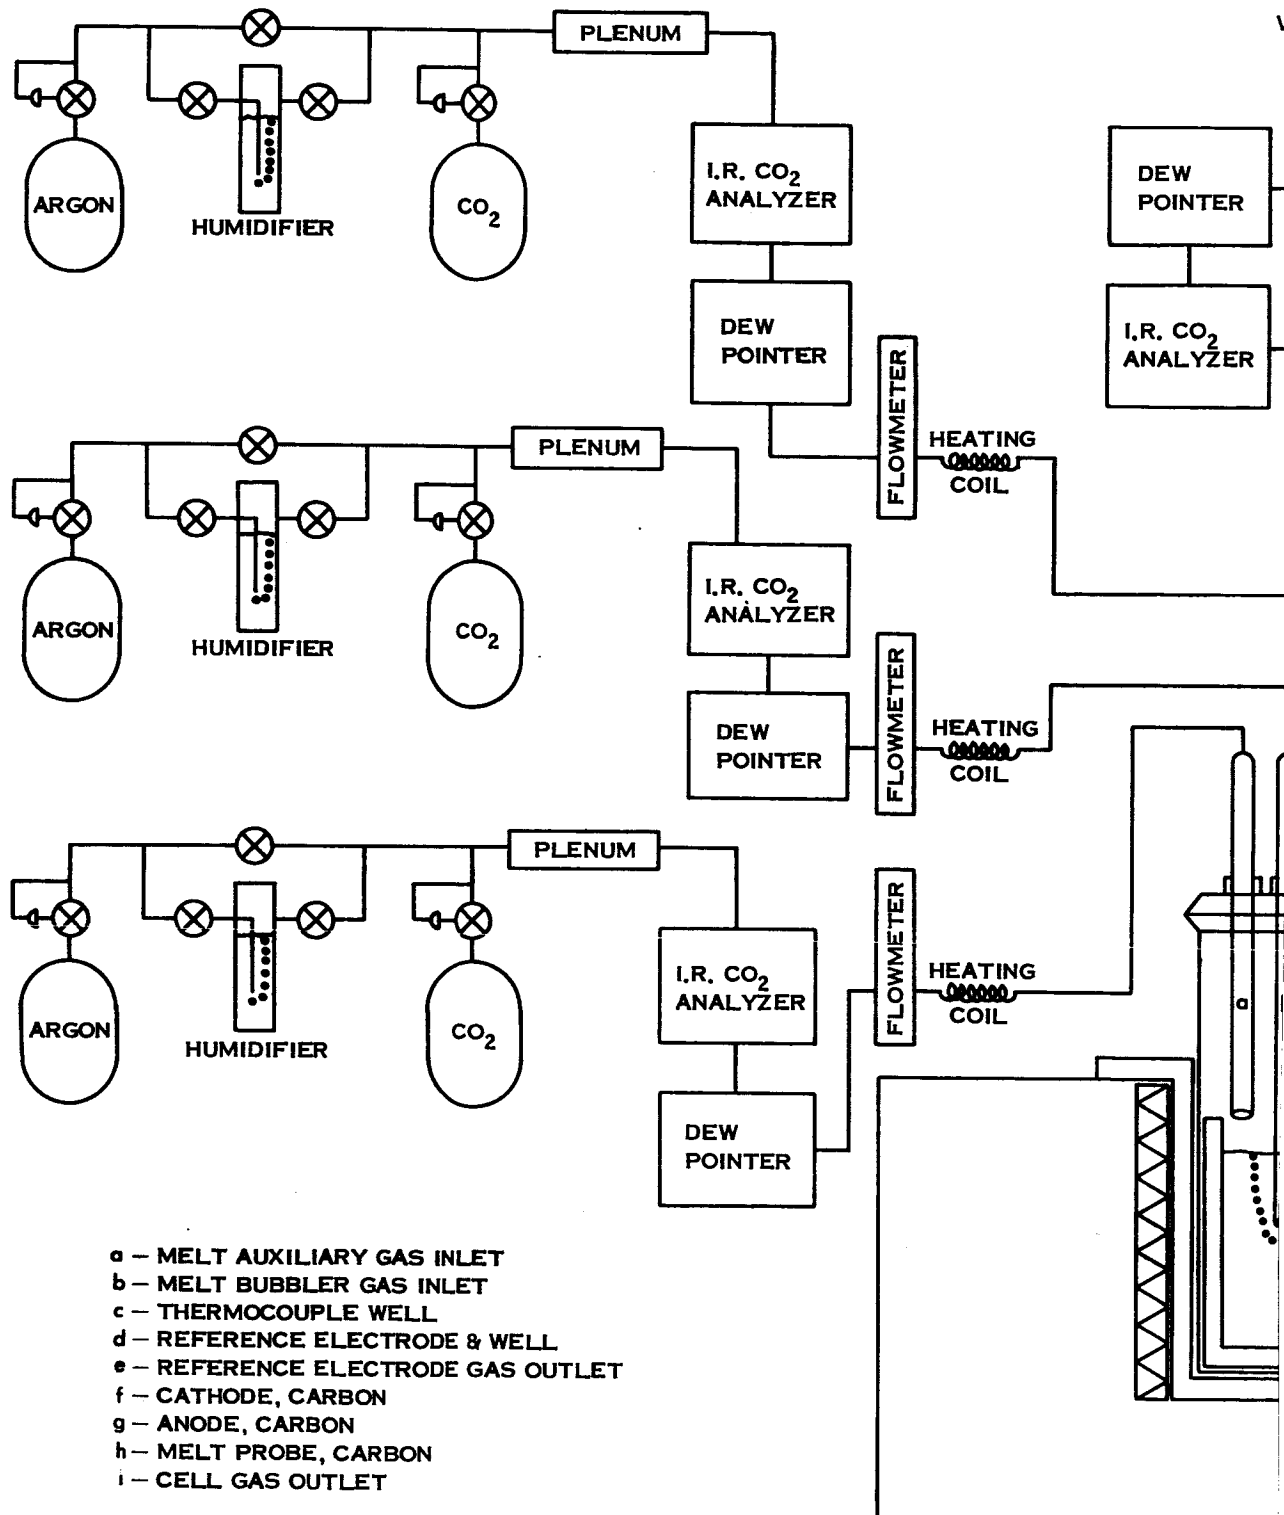 PLENUM
ARGON
HUMIDIFIER
CO2
I.R. CO2
ANALYZER
DEW
POINTER
FLOWMETER
HEATING
COIL
DEW
POINTER
I.R. CO2
ANALYZER
PLENUM
ARGON
HUMIDIFIER
CO2
I.R. CO2
ANALYZER
DEW
POINTER
FLOWMETER
HEATING
COIL
PLENUM
ARGON
HUMIDIFIER
CO2
I.R. CO2
ANALYZER
DEW
POINTER
FLOWMETER
HEATING
COIL
a
a — MELT AUXILIARY GAS INLET
b — MELT BUBBLER GAS INLET
c — THERMOCOUPLE WELL
d — REFERENCE ELECTRODE & WELL
e — REFERENCE ELECTRODE GAS OUTLET
f — CATHODE, CARBON
g — ANODE, CARBON
h — MELT PROBE, CARBON
i — CELL GAS OUTLET